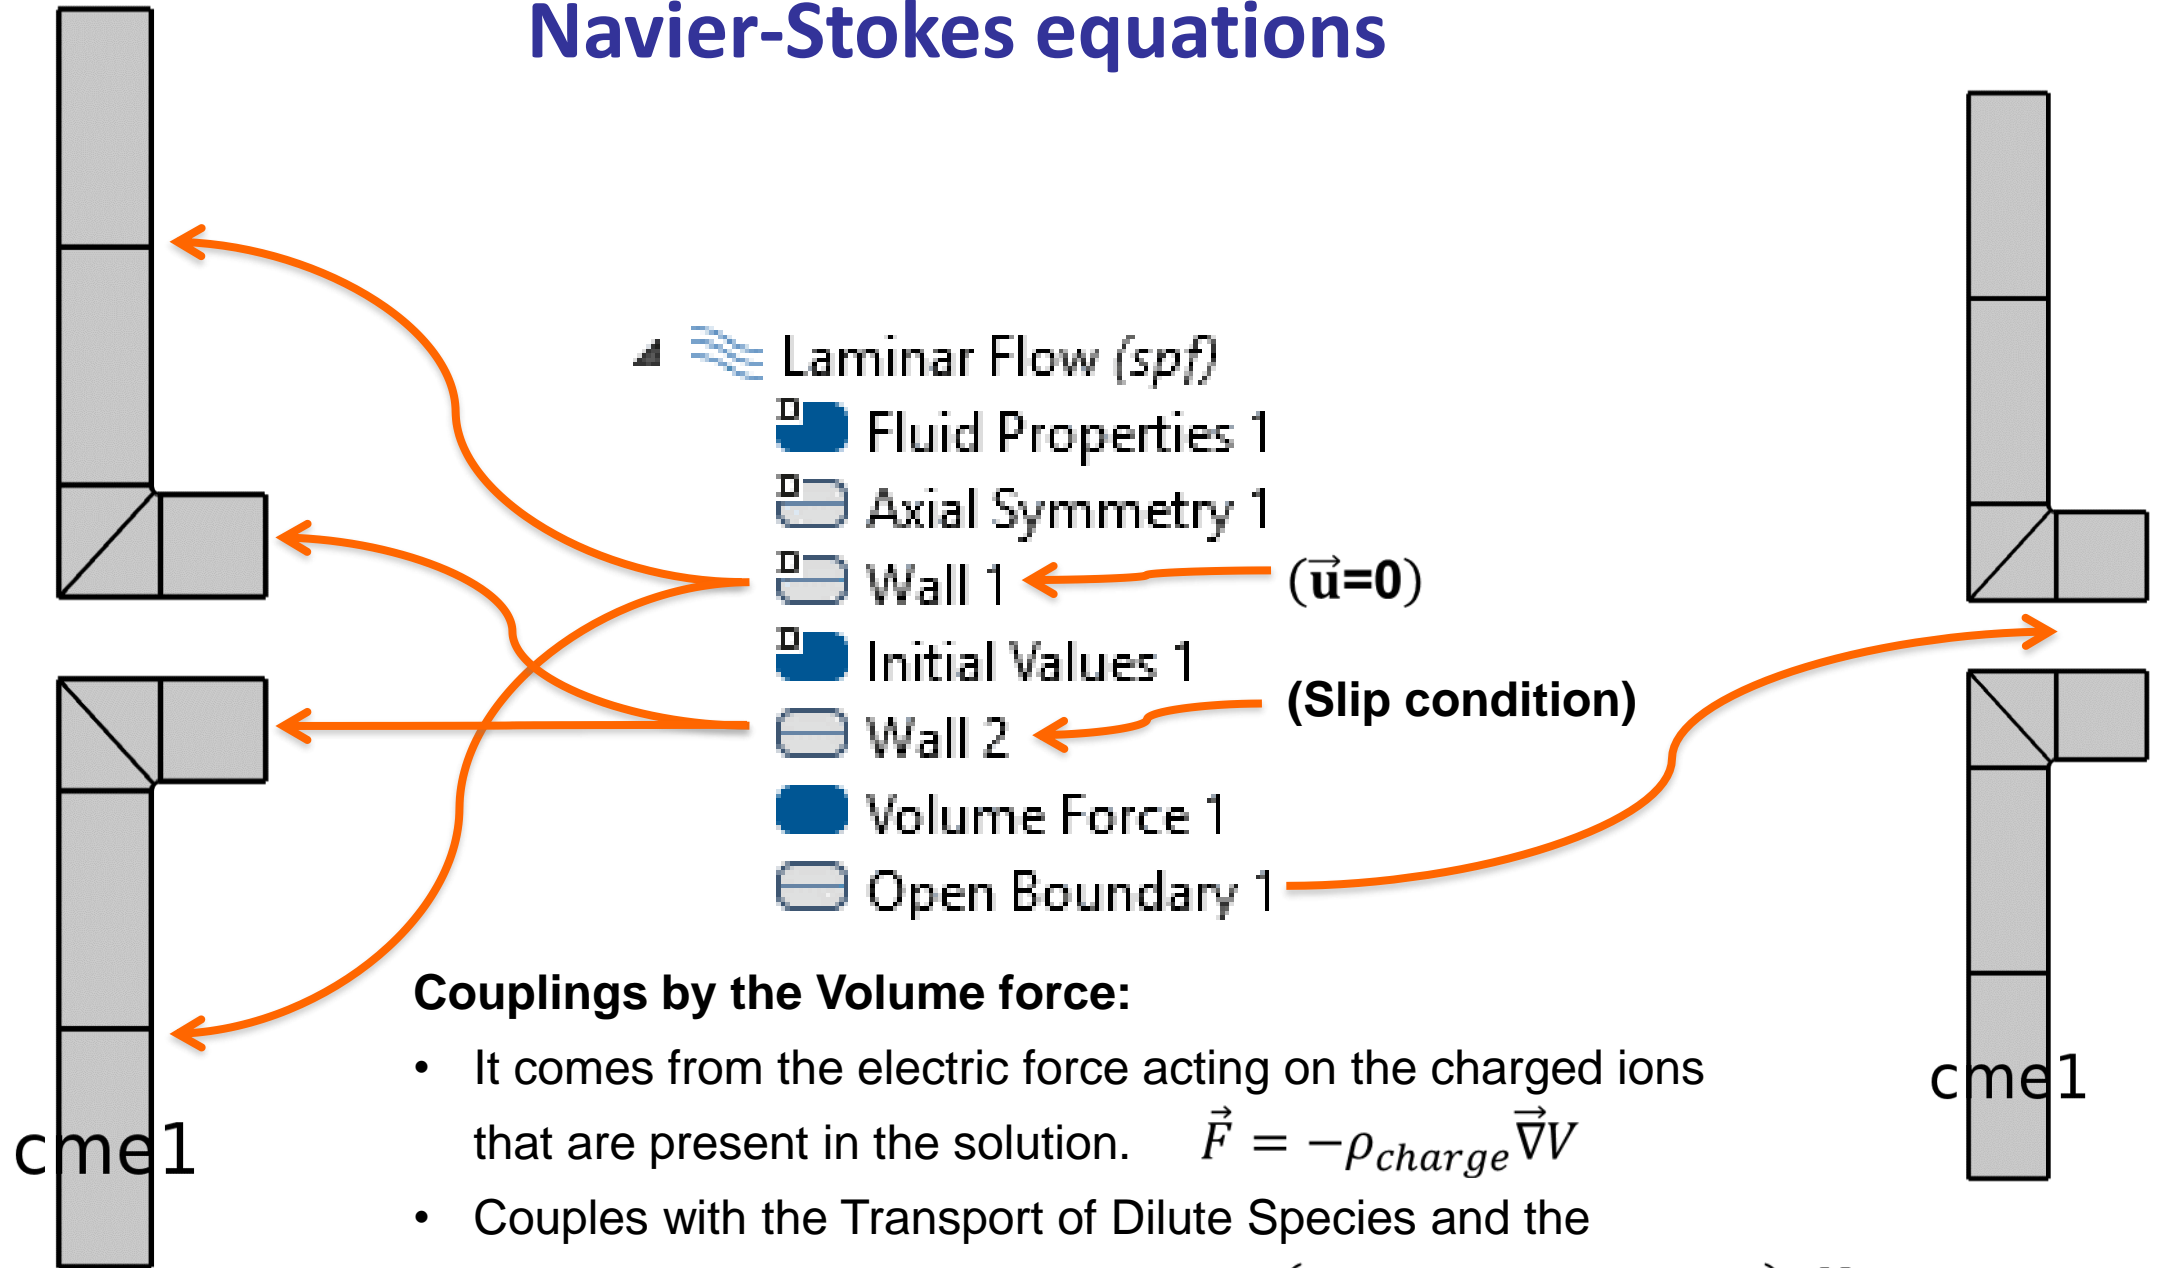 Navier-Stokes equations
Laminar Flow (spf)
Fluid Properties 1
Axial Symmetry 1
Wall 1
(u⃗=0)
Initial Values 1
(Slip condition)
Wall 2
Volume Force 1
Open Boundary 1
Couplings by the Volume force:
• It comes from the electric force acting on the charged ions
that are present in the solution. F⃗ = −ρ_charge ∇⃗V
• Couples with the Transport of Dilute Species and the
cme1
cme1